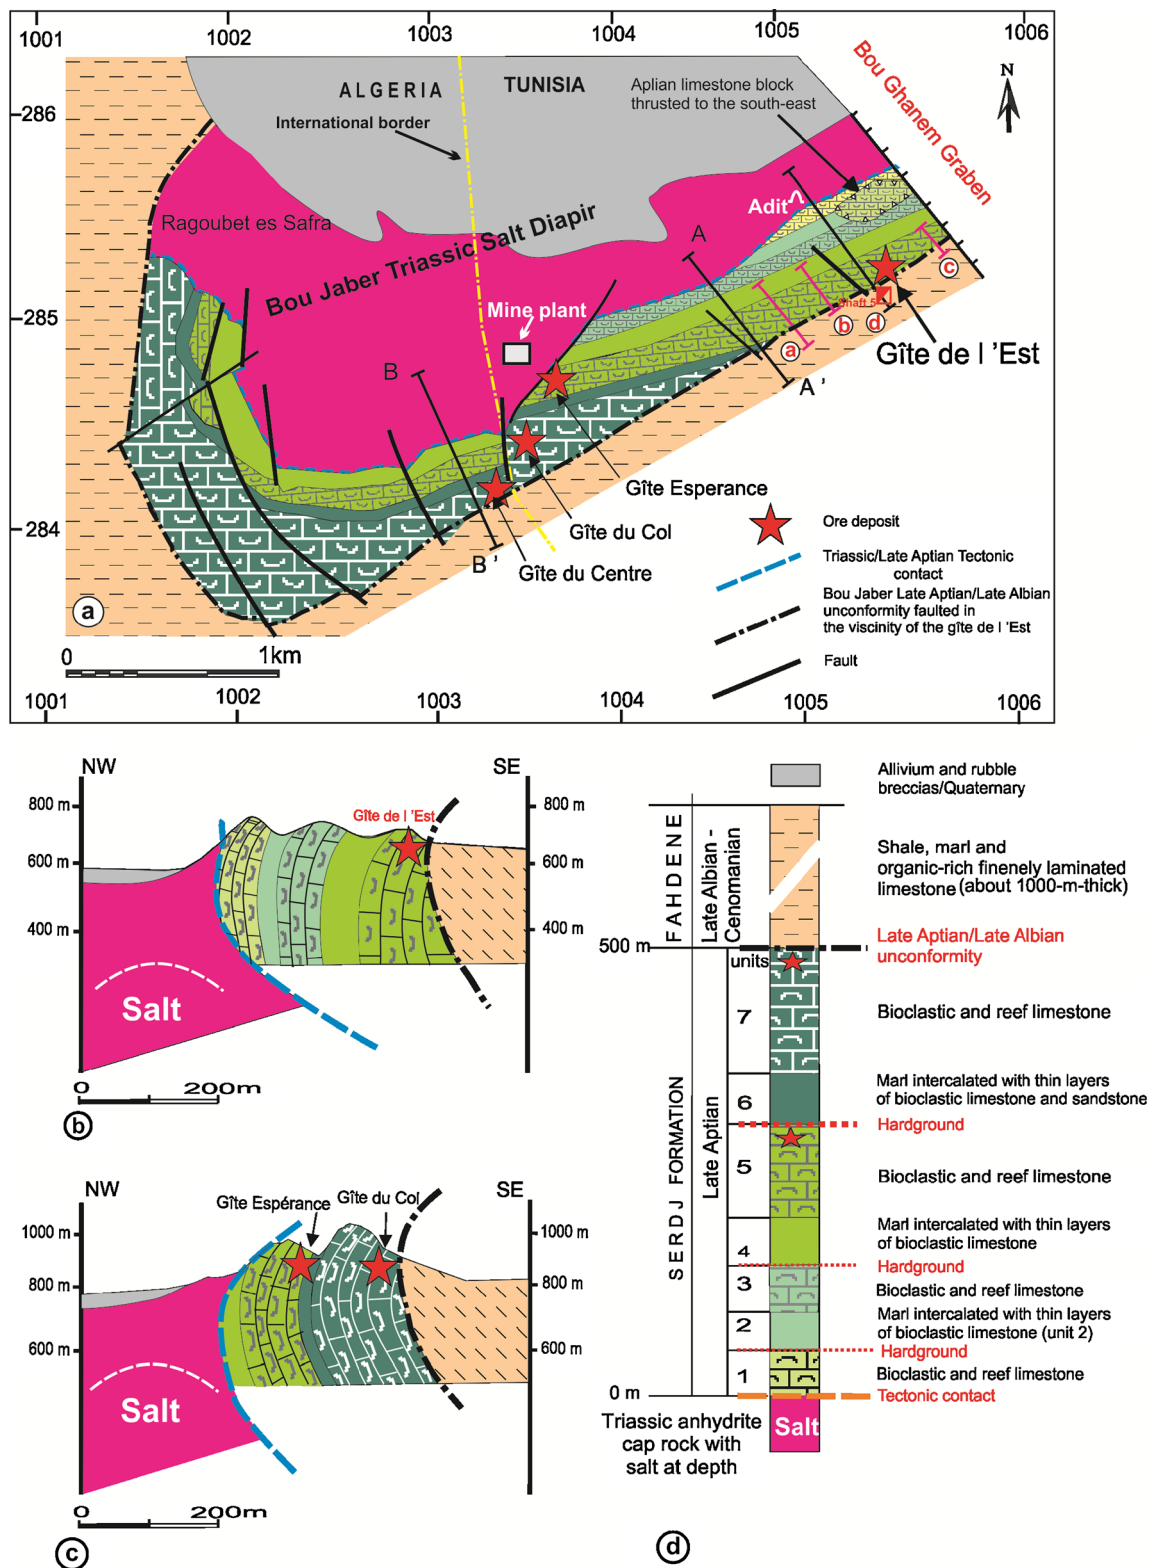 1001
1002
1003
1004
1005
1006
286
285
284
ALGERIA
TUNISIA
International border
Aplian limestone block
thrusted to the south-east
Bou Ghanem Graben
N
Ragoubet es Safra
Bou Jaber Triassic Salt Diapir
Adit
A
Mine plant
B
Shaft 5
a
b
d
c
Gîte de l 'Est
A'
Gîte Esperance
Gîte du Col
B'
Gîte du Centre
Ore deposit
Triassic/Late Aptian Tectonic
contact
Bou Jaber Late Aptian/Late Albian
unconformity faulted in
the viscinity of the gîte de l 'Est
Fault
a
0
1km
1001
1002
1003
1004
1005
1006
NW
SE
800 m
600 m
400 m
800 m
600 m
400 m
Gîte de l 'Est
Salt
0
200m
b
NW
SE
Gîte Espérance
Gîte du Col
1000 m
800 m
600 m
1000 m
800 m
600 m
Salt
0
200m
c
Allivium and rubble
breccias/Quaternary
FAHDENE
Late Albian -
Cenomanian
Shale, marl and
organic-rich finenely laminated
limestone (about 1000-m-thick)
500 m
units
Late Aptian/Late Albian
unconformity
SERDJ FORMATION
Late Aptian
7
Bioclastic and reef limestone
6
Marl intercalated with thin layers
of bioclastic limestone and sandstone
Hardground
5
Bioclastic and reef limestone
4
Marl intercalated with thin layers
of bioclastic limestone
Hardground
3
Bioclastic and reef limestone
2
Marl intercalated with thin layers
of bioclastic limestone (unit 2)
Hardground
1
Bioclastic and reef limestone
0 m
Tectonic contact
Triassic anhydrite
cap rock with
salt at depth
Salt
d